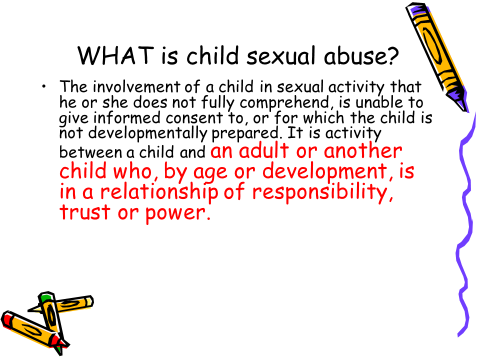 WHAT is child sexual abuse?
• The involvement of a child in sexual activity that
he or she does not fully comprehend, is unable to
give informed consent to, or for which the child is
not developmentally prepared. It is activity
between a child and an adult or another
child who, by age or development, is
in a relationship of responsibility,
trust or power.